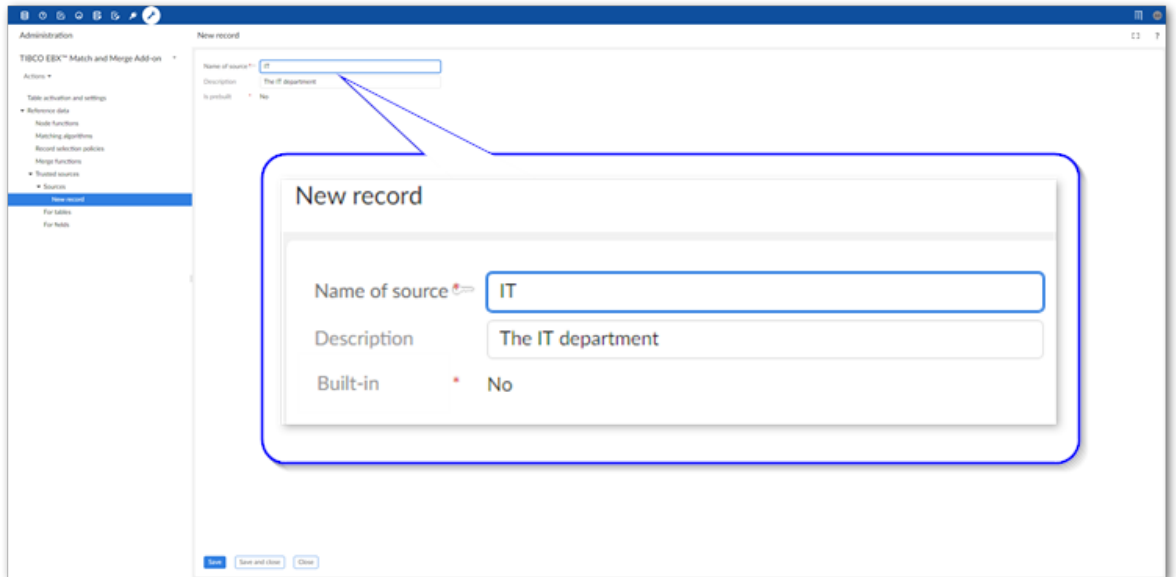 Administration
New record
?
TIBCO EBX™ Match and Merge Add-on
Actions
Table activation and settings
Reference data
Node functions
Matching algorithms
Record selection policies
Merge functions
Trusted sources
Sources
New record
For tables
For fields
Name of source * IT
Description The IT department
Is prebuilt * No
New record
Name of source * IT
Description The IT department
Built-in * No
Save Save and close Close